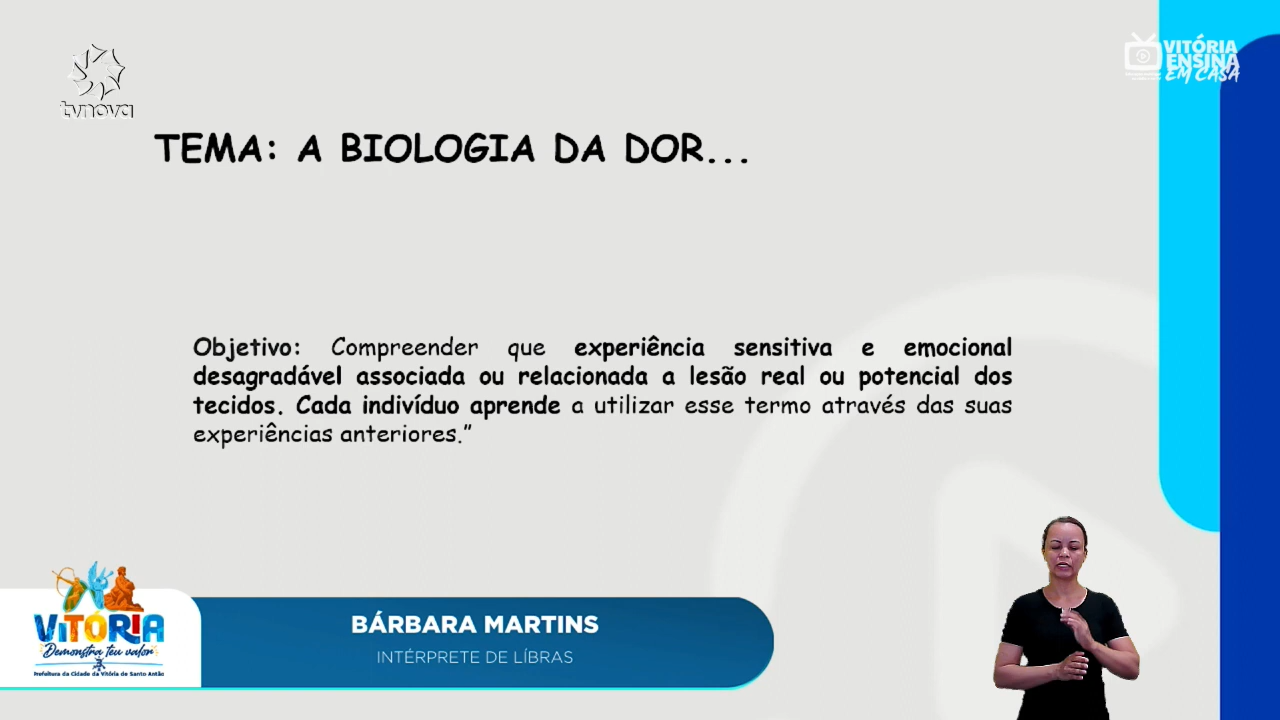 tvnova
VITÓRIA
ENSINA
EM CASA
TEMA: A BIOLOGIA DA DOR...
Objetivo: Compreender que experiência sensitiva e emocional
desagradável associada ou relacionada a lesão real ou potencial dos
tecidos. Cada indivíduo aprende a utilizar esse termo através das suas
experiências anteriores.”
VITÓRIA
Demonstra teu valor
Prefeitura da Cidade da Vitória de Santo Antão
BÁRBARA MARTINS
INTÉRPRETE DE LÍBRAS